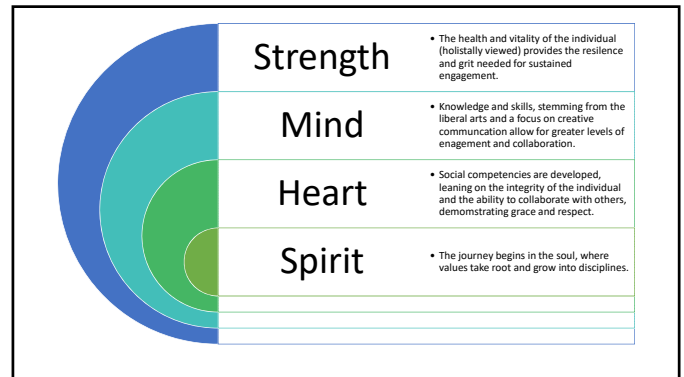 Strength
• The health and vitality of the individual
(holistally viewed) provides the resilence
and grit needed for sustained
engagement.
Mind
• Knowledge and skills, stemming from the
liberal arts and a focus on creative
communcation allow for greater levels of
enagement and collaboration.
Heart
• Social competencies are developed,
leaning on the integrity of the individual
and the ability to collaborate with others,
demomstrating grace and respect.
Spirit
• The journey begins in the soul, where
values take root and grow into disciplines.